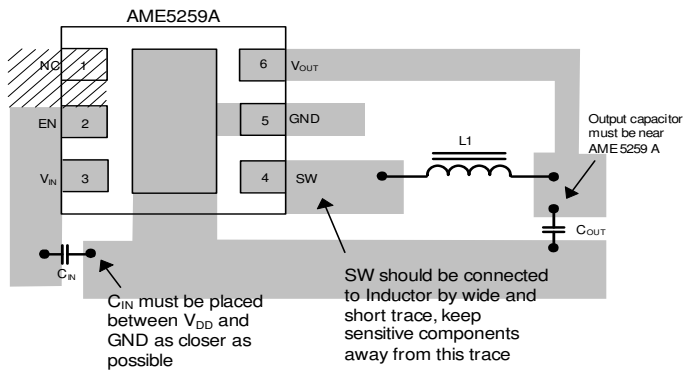 AME5259A
NC 1
6 VOUT
EN 2
5 GND
VIN 3
4 SW
L1
Output capacitor
must be near
AME5259 A
COUT
CIN
CIN must be placed
between VDD and
GND as closer as
possible
SW should be connected
to Inductor by wide and
short trace, keep
sensitive components
away from this trace